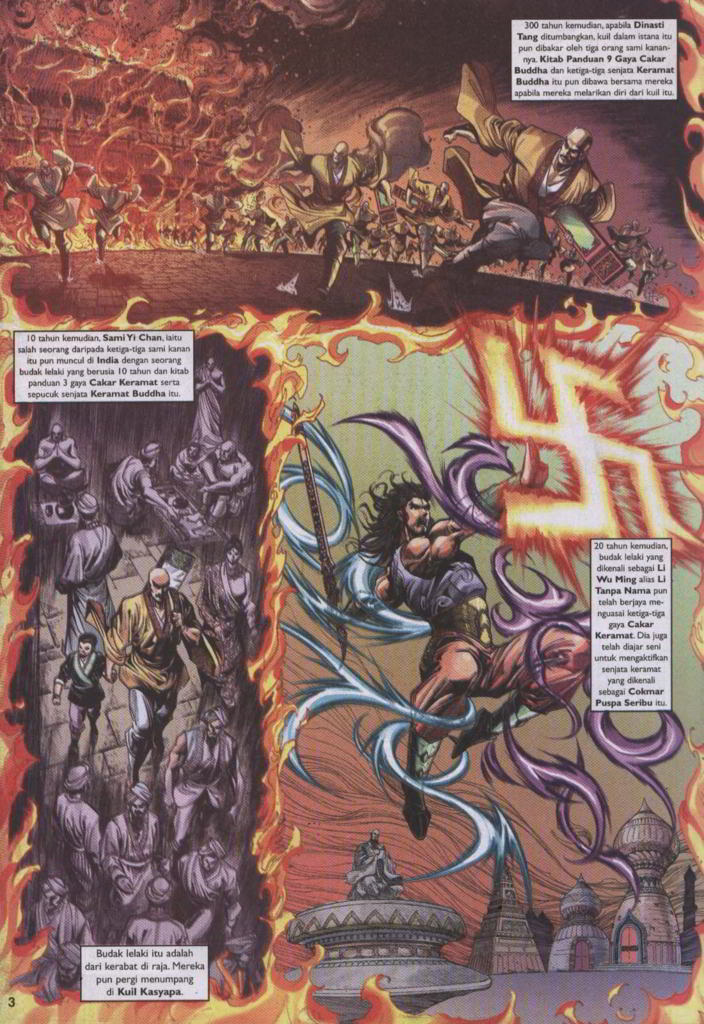 300 tahun kemudian, apabila Dinasti
Tang ditumbangkan, kuil dalam istana itu
pun dibakar oleh tiga orang sami kanan-
nya. Kitab Panduan 9 Gaya Cakar
Buddha dan ketiga-tiga senjata Keramat
Buddha itu pun dibawa bersama mereka
apabila mereka melarikan diri dari kuil itu.
10 tahun kemudian, Sami Yi Chan, iaitu
salah seorang daripada ketiga-tiga sami kanan
itu pun muncul di India dengan seorang
budak lelaki yang berusia 10 tahun dan kitab
panduan 3 gaya Cakar Keramat serta
sepucuk senjata Keramat Buddha itu.
20 tahun kemudian,
budak lelaki yang
dikenali sebagai Li
Wu Ming alias Li
Tanpa Nama pun
telah berjaya me-
nguasai ketiga-tiga
gaya Cakar
Keramat. Dia juga
telah diajar seni
untuk mengaktifkan
senjata keramat
yang dikenali
sebagai Cokmar
Puspa Seribu itu.
Budak lelaki itu adalah
dari kerabat di raja. Mereka
pun pergi menumpang
di Kuil Kasyapa.
3